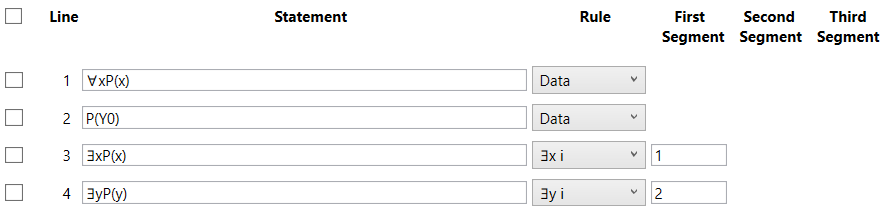 Line Statement Rule First Segment Second Segment Third Segment
1 ∀xP(x) Data
2 P(Y0) Data
3 ∃xP(x) ∃x i 1
4 ∃yP(y) ∃y i 2